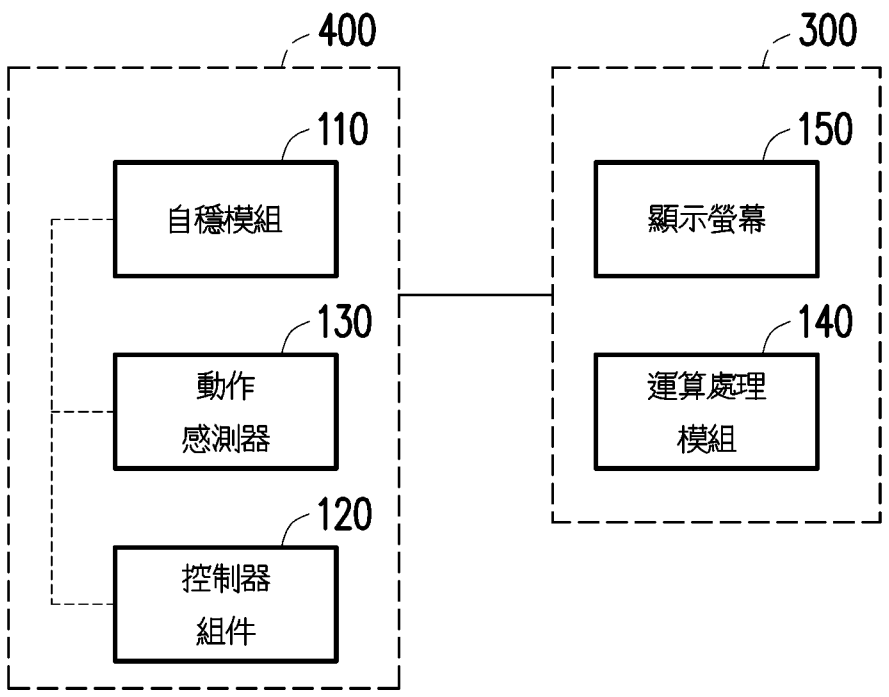 400
110
自穩模組
130
動作
感測器
120
控制器
組件
300
150
顯示螢幕
140
運算處理
模組